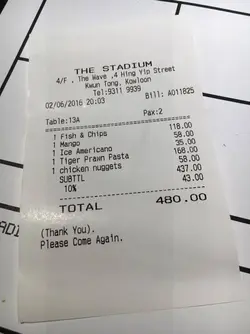 THE STADIUM
4/F . The Wave ,4 Hing Yip Street
Kwun Tong, Kowloon
Tel:9311 9939
02/06/2016 20:03 Bill: A011825
Table:13A Pax:2
1 Fish & Chips 118.00
1 Mango 58.00
1 Ice Americano 35.00
1 Tiger Prawn Pasta 168.00
1 chicken nuggets 58.00
SUBTTL 437.00
10% 43.00
TOTAL 480.00
(Thank You).
Please Come Again.